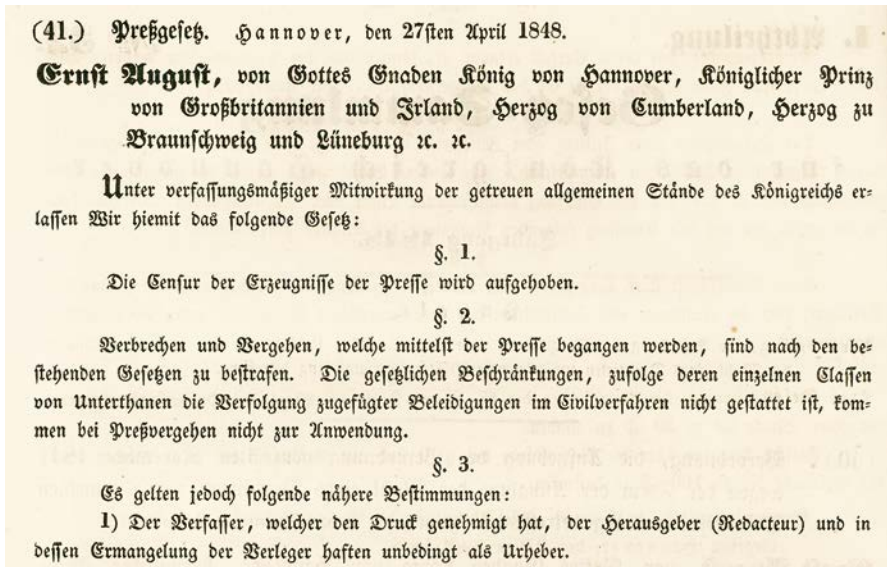 (41.) Preßgesetz. Hannover, den 27sten April 1848.
Ernst August, von Gottes Gnaden König von Hannover, Königlicher Prinz
von Großbritannien und Irland, Herzog von Cumberland, Herzog zu
Braunschweig und Lüneburg ꝛc. ꝛc.
Unter verfassungsmäßiger Mitwirkung der getreuen allgemeinen Stände des Königreichs er-
lassen Wir hiemit das folgende Gesetz:
§. 1.
Die Censur der Erzeugnisse der Presse wird aufgehoben.
§. 2.
Verbrechen und Vergehen, welche mittelst der Presse begangen werden, sind nach den be-
stehenden Gesetzen zu bestrafen. Die gesetzlichen Beschränkungen, zufolge deren einzelnen Classen
von Unterthanen die Verfolgung zugefügter Beleidigungen im Civilverfahren nicht gestattet ist, kom-
men bei Preßvergehen nicht zur Anwendung.
§. 3.
Es gelten jedoch folgende nähere Bestimmungen:
1) Der Verfasser, welcher den Druck genehmigt hat, der Herausgeber (Redacteur) und in
dessen Ermangelung der Verleger haften unbedingt als Urheber.